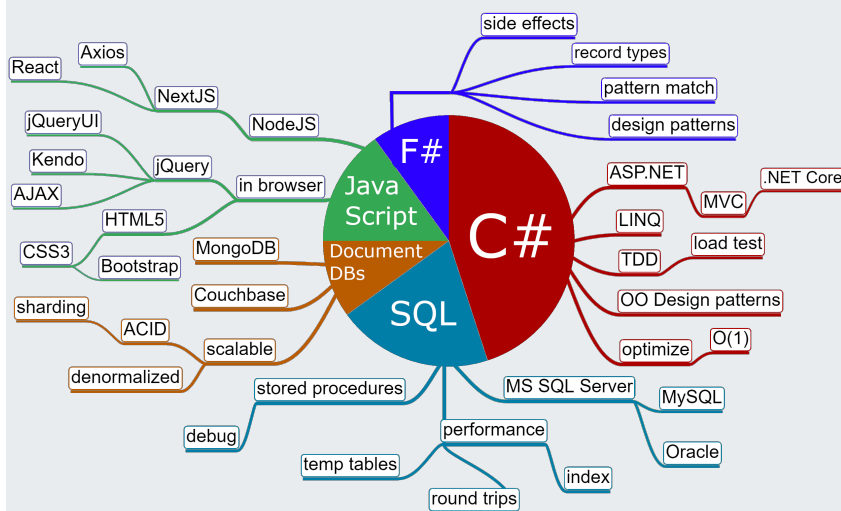 side effects
record types
pattern match
design patterns
Axios
React
NextJS
NodeJS
jQueryUI
Kendo
AJAX
jQuery
in browser
HTML5
CSS3
Bootstrap
F#
Java
Script
C#
Document
DBs
SQL
ASP.NET
MVC
.NET Core
LINQ
TDD
load test
OO Design patterns
optimize
O(1)
MongoDB
Couchbase
sharding
ACID
scalable
denormalized
stored procedures
debug
MS SQL Server
MySQL
Oracle
performance
temp tables
round trips
index